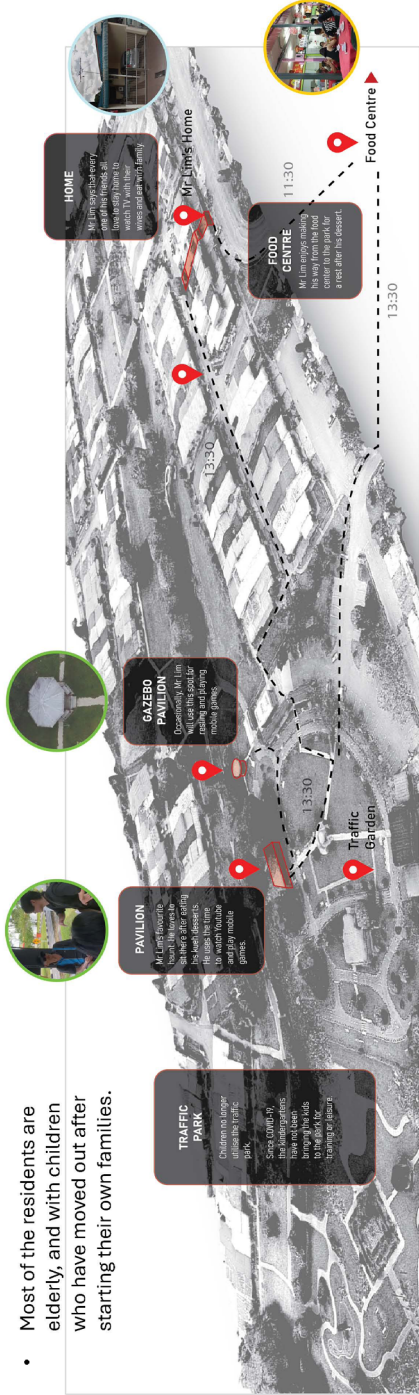 • Most of the residents are
elderly, and with children
who have moved out after
starting their own families.
TRAFFIC
PARK
Children no longer
utilise the traffic
park.
Since COVID-19,
the kindergartens
have not been
bringing the kids
to the park for
training or leisure.
PAVILION
Mr Lim's favourite
haunt. He loves to
sit there after eating
his kueh desserts.
He uses the time
to watch Youtube
and play mobile
games.
GAZEBO
PAVILION
Occasionally, Mr Lim
will use this spot for
resting and playing
mobile games
HOME
Mr Lim says that every
one of his friends all
love to stay home to
watch TV with their
wives and eat with family.
FOOD
CENTRE
Mr Lim enjoys making
his way from the food
center to the park for
a rest after his dessert.
Mr Lim's Home
Traffic
Garden
Food Centre
13:30
13:30
11:30
13:30